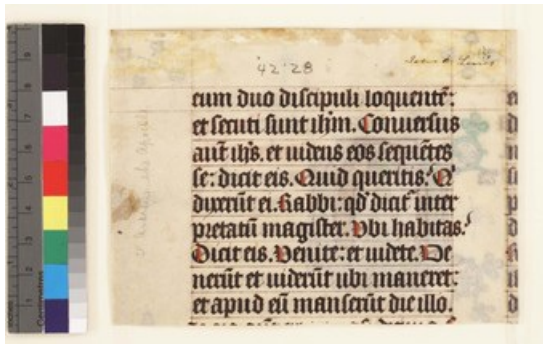 42·28
eum duo discipuli loquentē:
et secuti sunt ihm̄. Conuersus
aut̄ ihs̄. et uidens eos sequētes
se: dicit eis. Quid queritis? Q'
dixerūt ei. Rabbi: qd̄ dicit' inter
pretatū magister. Vbi habitas?
Dicit eis. Venite: et uidete. Ve
nerūt et uiderūt ubi maneret:
et apud eū manserūt die illo.